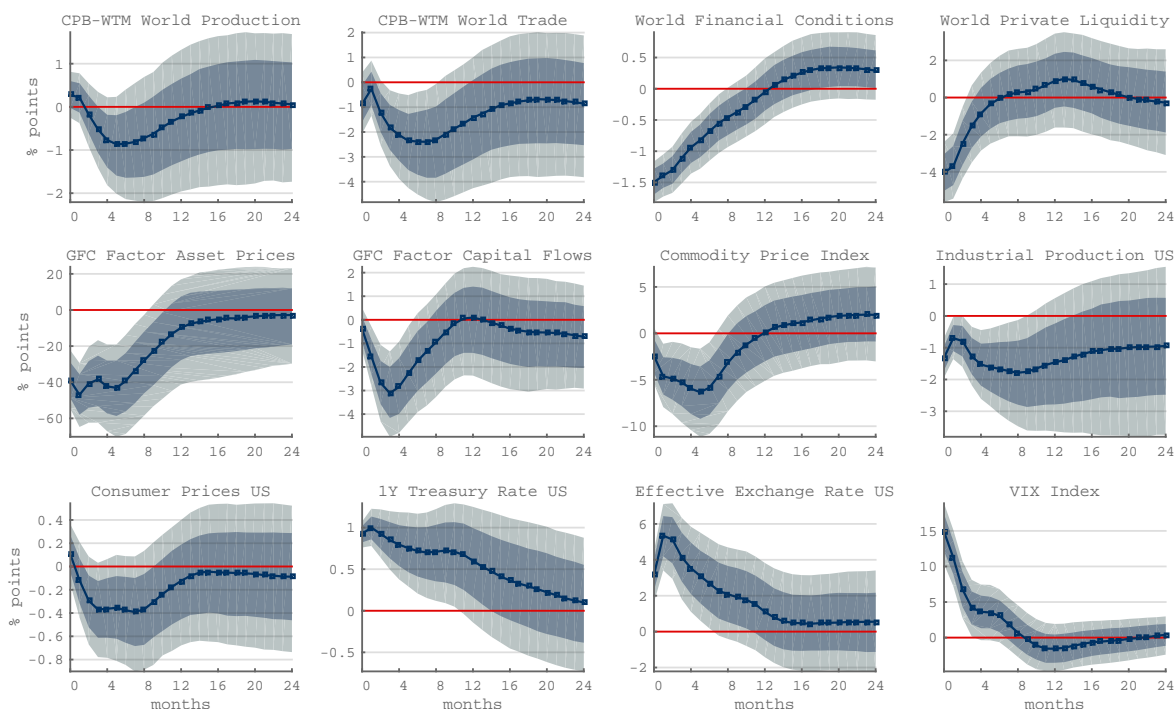 CPB-WTM World Production
CPB-WTM World Trade
World Financial Conditions
World Private Liquidity
% points
1
0
-1
-2
0 4 8 12 16 20 24
2
1
0
-1
-2
-3
-4
0 4 8 12 16 20 24
0.5
0
-0.5
-1
-1.5
0 4 8 12 16 20 24
2
0
-2
-4
0 4 8 12 16 20 24
GFC Factor Asset Prices
GFC Factor Capital Flows
Commodity Price Index
Industrial Production US
% points
20
0
-20
-40
-60
0 4 8 12 16 20 24
2
1
0
-1
-2
-3
-4
0 4 8 12 16 20 24
5
0
-5
-10
0 4 8 12 16 20 24
1
0
-1
-2
-3
0 4 8 12 16 20 24
Consumer Prices US
1Y Treasury Rate US
Effective Exchange Rate US
VIX Index
% points
0.4
0.2
0
-0.2
-0.4
-0.6
-0.8
0 4 8 12 16 20 24
months
1
0.5
0
-0.5
0 4 8 12 16 20 24
months
6
4
2
0
-2
0 4 8 12 16 20 24
months
15
10
5
0
0 4 8 12 16 20 24
months